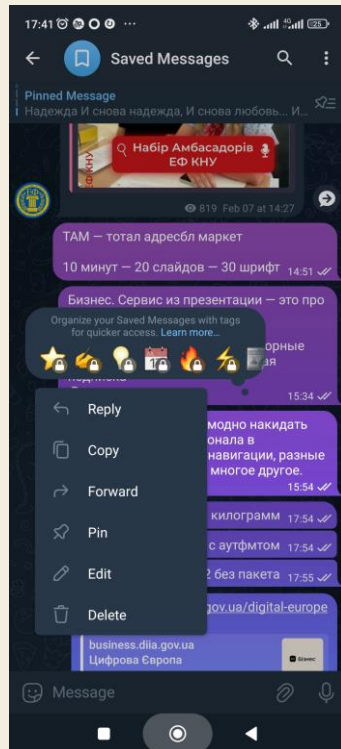 17:41
4G
25
Saved Messages
Pinned Message
Надежда И снова надежда, И снова любовь... И...
Набір Амбасадорів
ЕФ КНУ
ЕФ КНУ
819 Feb 07 at 14:27
ТАМ — тотал адресбл маркет
10 минут — 20 слайдов — 30 шрифт 14:51
Бизнес. Сервис из презентации — это про
Organize your Saved Messages with tags
for quicker access. Learn more...
15:34
Reply
Copy
Forward
Pin
Edit
Delete
модно накидать
онала в
навигации, разные
многое другое.
15:54
килограмм 17:54
с аутфмтом 17:54
2 без пакета 17:55
gov.ua/digital-europe
business.diia.gov.ua
Цифрова Європа
Бізнес
Message